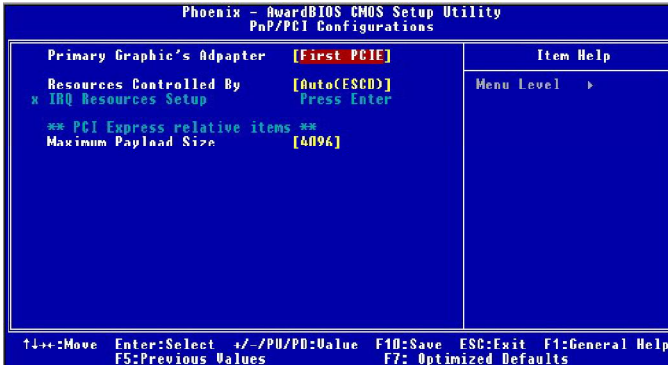 Phoenix - AwardBIOS CMOS Setup Utility
PnP/PCI Configurations
Primary Graphic's Adpapter [First PCIE]
Resources Controlled By [Auto(ESCD)]
x IRQ Resources Setup Press Enter
** PCI Express relative items **
Maximum Payload Size [4096]
Item Help
Menu Level ▸
↑↓→←:Move Enter:Select +/-/PU/PD:Value F10:Save ESC:Exit F1:General Help
F5:Previous Values F7: Optimized Defaults